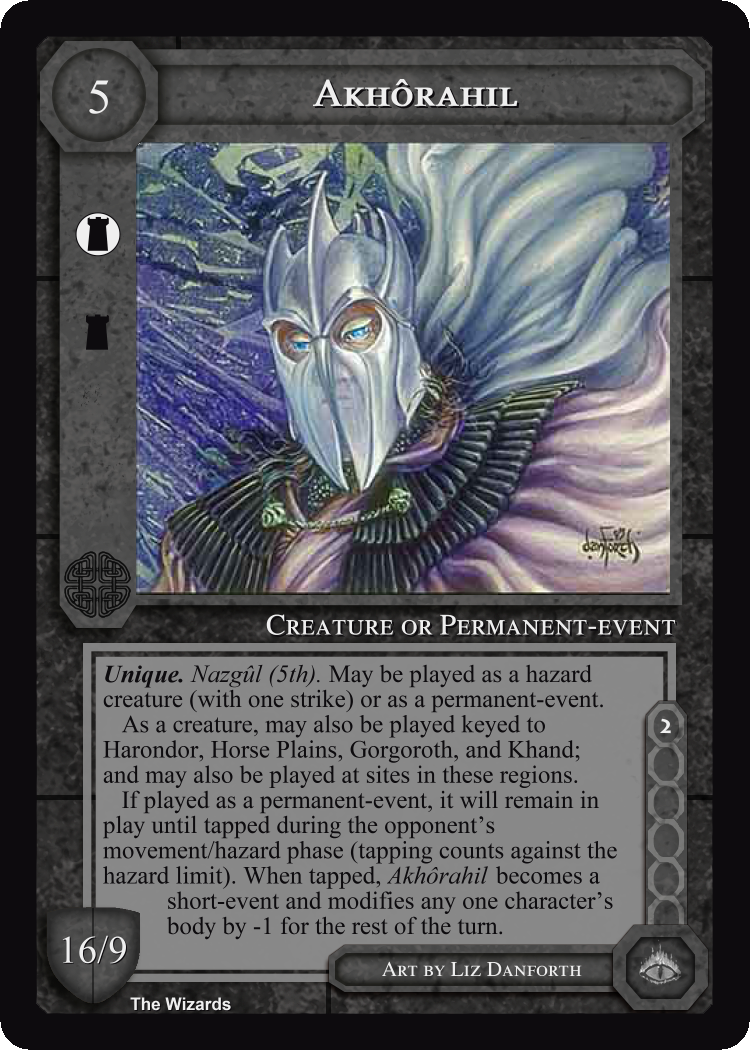 5
AKHÔRAHIL
danforth
CREATURE OR PERMANENT-EVENT
Unique. Nazgûl (5th). May be played as a hazard
creature (with one strike) or as a permanent-event.
As a creature, may also be played keyed to
Harondor, Horse Plains, Gorgoroth, and Khand;
and may also be played at sites in these regions.
If played as a permanent-event, it will remain in
play until tapped during the opponent's
movement/hazard phase (tapping counts against the
hazard limit). When tapped, Akhôrahil becomes a
short-event and modifies any one character's
body by -1 for the rest of the turn.
2
16/9
ART BY LIZ DANFORTH
The Wizards